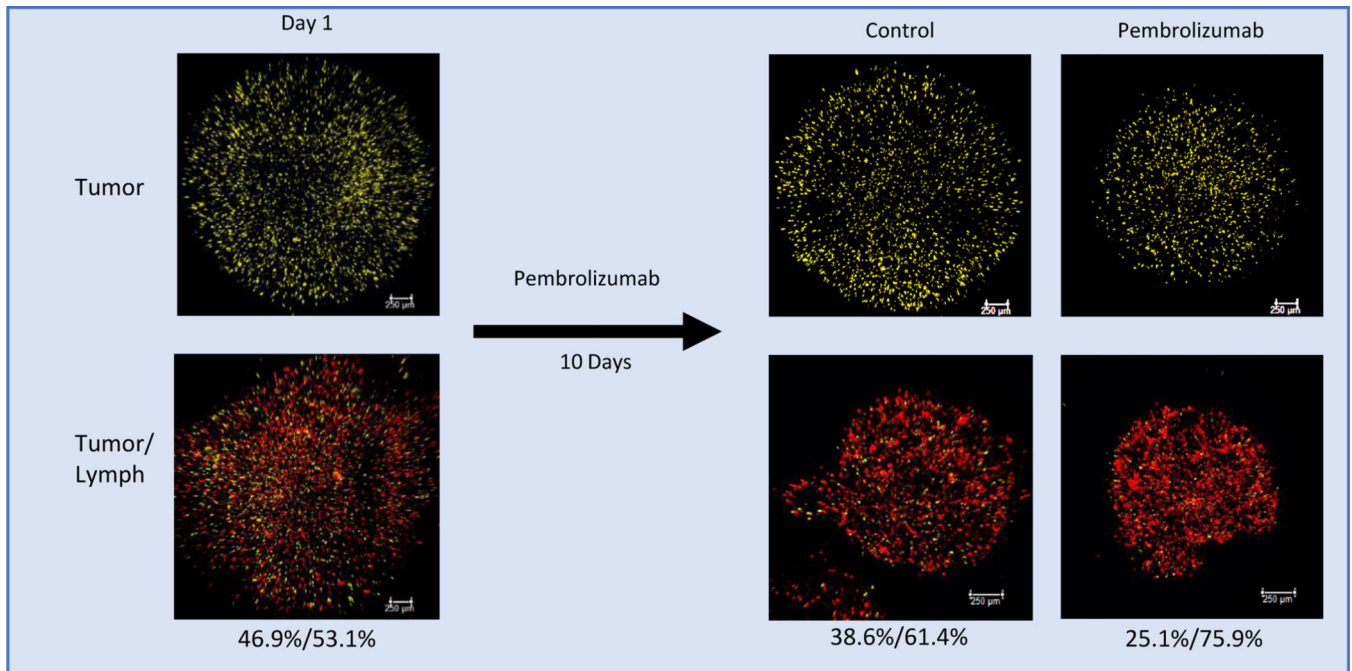 Day 1
Control
Pembrolizumab
Tumor
250 µm
250 µm
250 µm
Pembrolizumab
10 Days
Tumor/
Lymph
250 µm
250 µm
250 µm
46.9%/53.1%
38.6%/61.4%
25.1%/75.9%